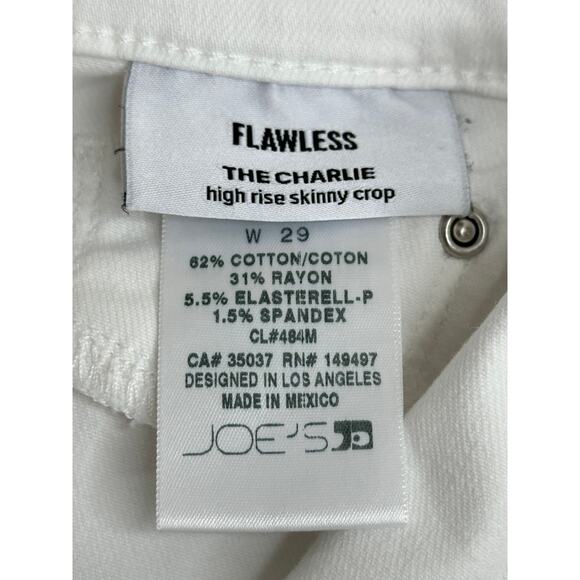 FLAWLESS
THE CHARLIE
high rise skinny crop
W 29
62% COTTON/COTON
31% RAYON
5.5% ELASTERELL-P
1.5% SPANDEX
CL#464M
CA# 35037 RN# 149497
DESIGNED IN LOS ANGELES
MADE IN MEXICO
JOE'S